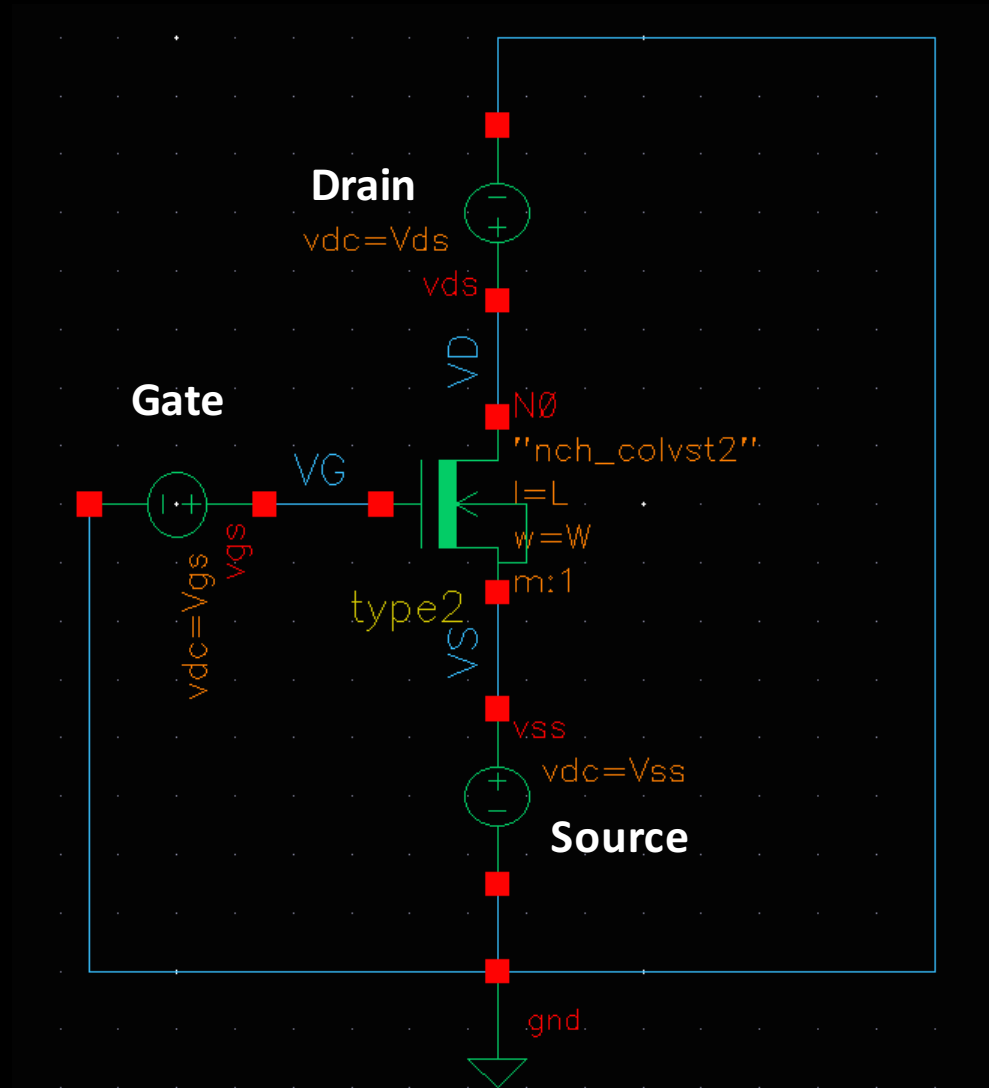 Drain
vdc=Vds
vds
VD
Gate
NØ
"nch_colvst2"
VG
l=L
vgs
w=W
vdc=Vgs
m:1
type2
VS
vss
vdc=Vss
Source
gnd